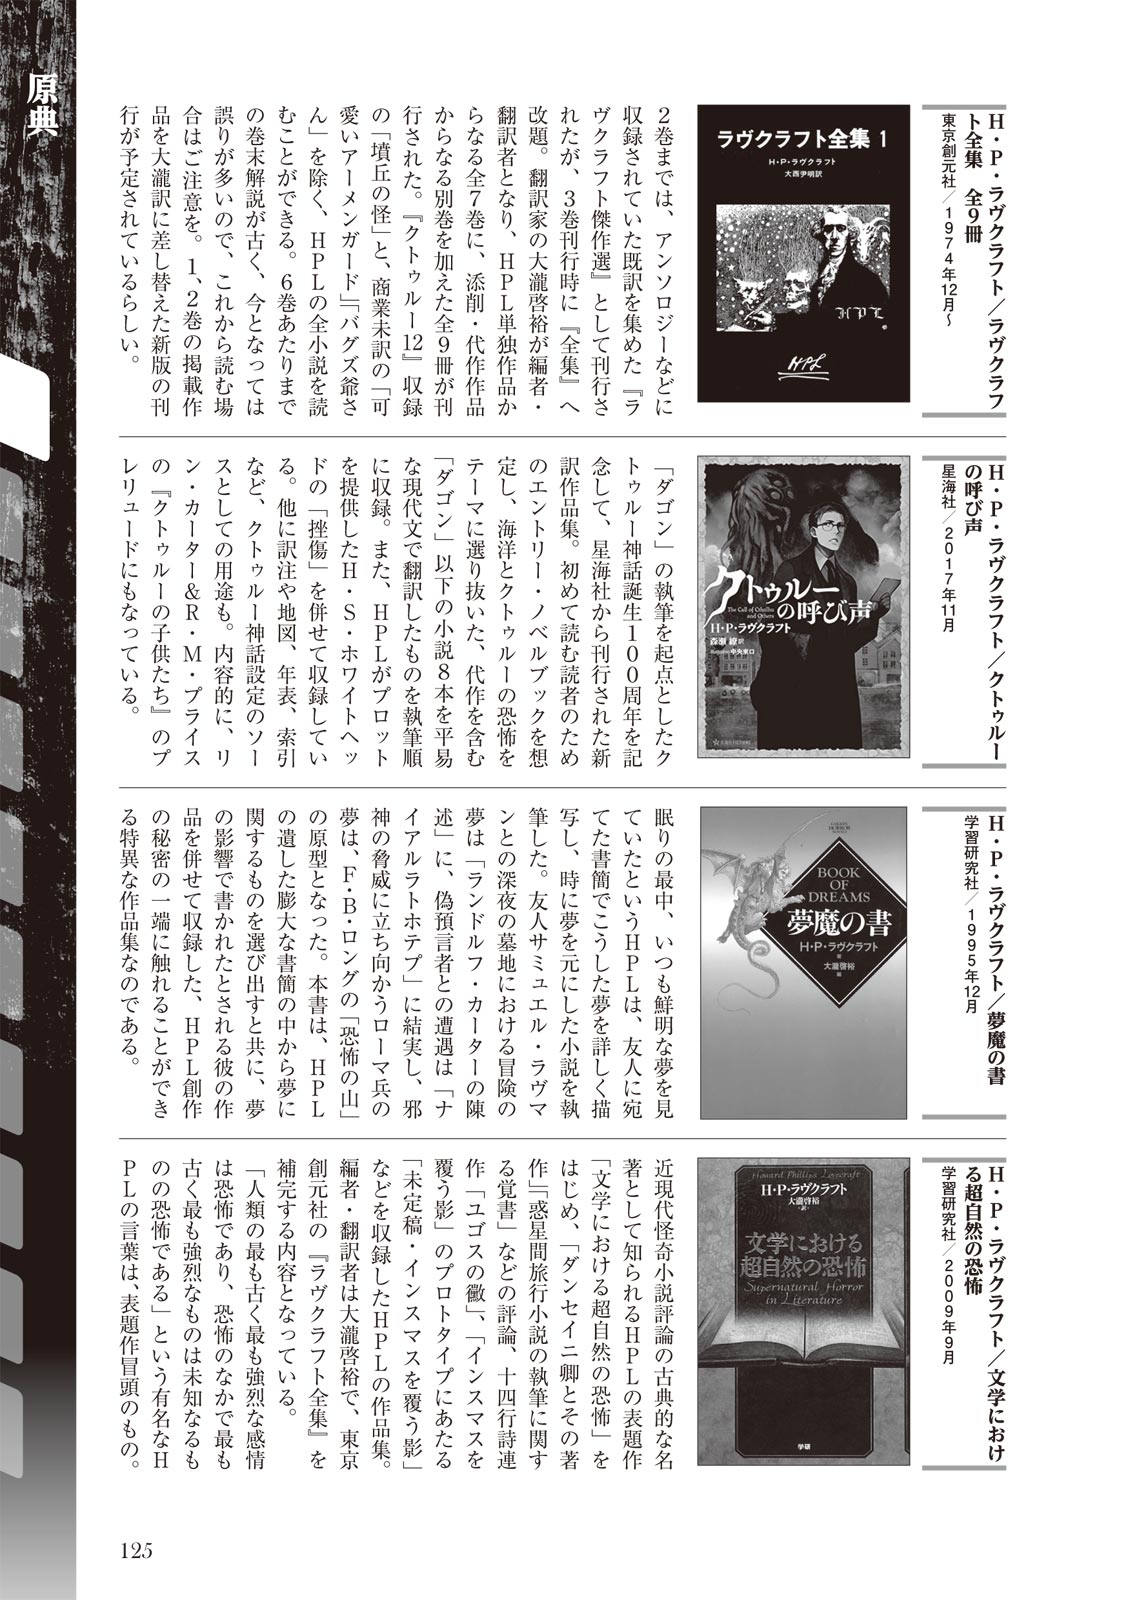 原典
H・P・ラヴクラフト／ラヴクラフ
ト全集　全9冊
東京創元社／1974年12月〜
ラヴクラフト全集 1
H・P・ラヴクラフト
大西尹明訳
HPL
HPL
２巻までは、アンソロジーなどに
収録されていた既訳を集めた『ラ
ヴクラフト傑作選』として刊行さ
れたが、３巻刊行時に『全集』へ
改題。翻訳家の大瀧啓裕が編者・
翻訳者となり、ＨＰＬ単独作品か
らなる全７巻に、添削・代作作品
からなる別巻を加えた全９冊が刊
行された。『クトゥルー12』収録
の「墳丘の怪」と、商業未訳の「可
愛いアーメンガード」「バグズ爺さ
ん」を除く、ＨＰＬの全小説を読
むことができる。６巻あたりまで
の巻末解説が古く、今となっては
誤りが多いので、これから読む場
合はご注意を。１、２巻の掲載作
品を大瀧訳に差し替えた新版の刊
行が予定されているらしい。
H・P・ラヴクラフト／クトゥルー
の呼び声
星海社／2017年11月
クトゥルー
の呼び声
The Call of Cthulhu
and Others
H・P・ラヴクラフト
森瀬 繚 訳
Illustration 中央東口
「ダゴン」の執筆を起点としたク
トゥルー神話誕生１００周年を記
念して、星海社から刊行された新
訳作品集。初めて読む読者のため
のエントリー・ノベルブックを想
定し、海洋とクトゥルーの恐怖を
テーマに選り抜いた、代作を含む
「ダゴン」以下の小説８本を平易
な現代文で翻訳したものを執筆順
に収録。また、ＨＰＬがプロット
を提供したＨ・Ｓ・ホワイトヘッ
ドの「挫傷」を併せて収録してい
る。他に訳注や地図、年表、索引
など、クトゥルー神話設定のソー
スとしての用途も。内容的に、リ
ン・カーター＆Ｒ・Ｍ・プライス
の『クトゥルーの子供たち』のプ
レリュードにもなっている。
H・P・ラヴクラフト／夢魔の書
学習研究社／1995年12月
BOOK
OF
DREAMS
夢魔の書
H・P・ラヴクラフト
著
大瀧啓裕
編
眠りの最中、いつも鮮明な夢を見
ていたというＨＰＬは、友人に宛
てた書簡でこうした夢を詳しく描
写し、時に夢を元にした小説を執
筆した。友人サミュエル・ラヴマ
ンとの深夜の墓地における冒険の
夢は「ランドルフ・カーターの陳
述」に、偽預言者との遭遇は「ナ
イアルラトホテプ」に結実し、邪
神の脅威に立ち向かうローマ兵の
夢は、Ｆ・Ｂ・ロングの「恐怖の山」
の原型となった。本書は、ＨＰＬ
の遺した膨大な書簡の中から夢に
関するものを選び出すと共に、夢
の影響で書かれたとされる彼の作
品を併せて収録した、ＨＰＬ創作
の秘密の一端に触れることができ
る特異な作品集なのである。
H・P・ラヴクラフト／文学におけ
る超自然の恐怖
学習研究社／2009年9月
Howard Phillips Lovecraft
H・P・ラヴクラフト
大瀧啓裕
訳
文学における
超自然の恐怖
Supernatural Horror
in Literature
学研
近現代怪奇小説評論の古典的な名
著として知られるＨＰＬの表題作
「文学における超自然の恐怖」を
はじめ、「ダンセイニ卿とその著
作」「惑星間旅行小説の執筆に関す
る覚書」などの評論、十四行詩連
作「ユゴスの黴」、「インスマスを
覆う影」のプロトタイプにあたる
「未定稿・インスマスを覆う影」
などを収録したＨＰＬの作品集。
編者・翻訳者は大瀧啓裕で、東京
創元社の『ラヴクラフト全集』を
補完する内容となっている。
「人類の最も古く最も強烈な感情
は恐怖であり、恐怖のなかで最も
古く最も強烈なものは未知なるも
のの恐怖である」という有名なＨ
ＰＬの言葉は、表題作冒頭のもの。
125